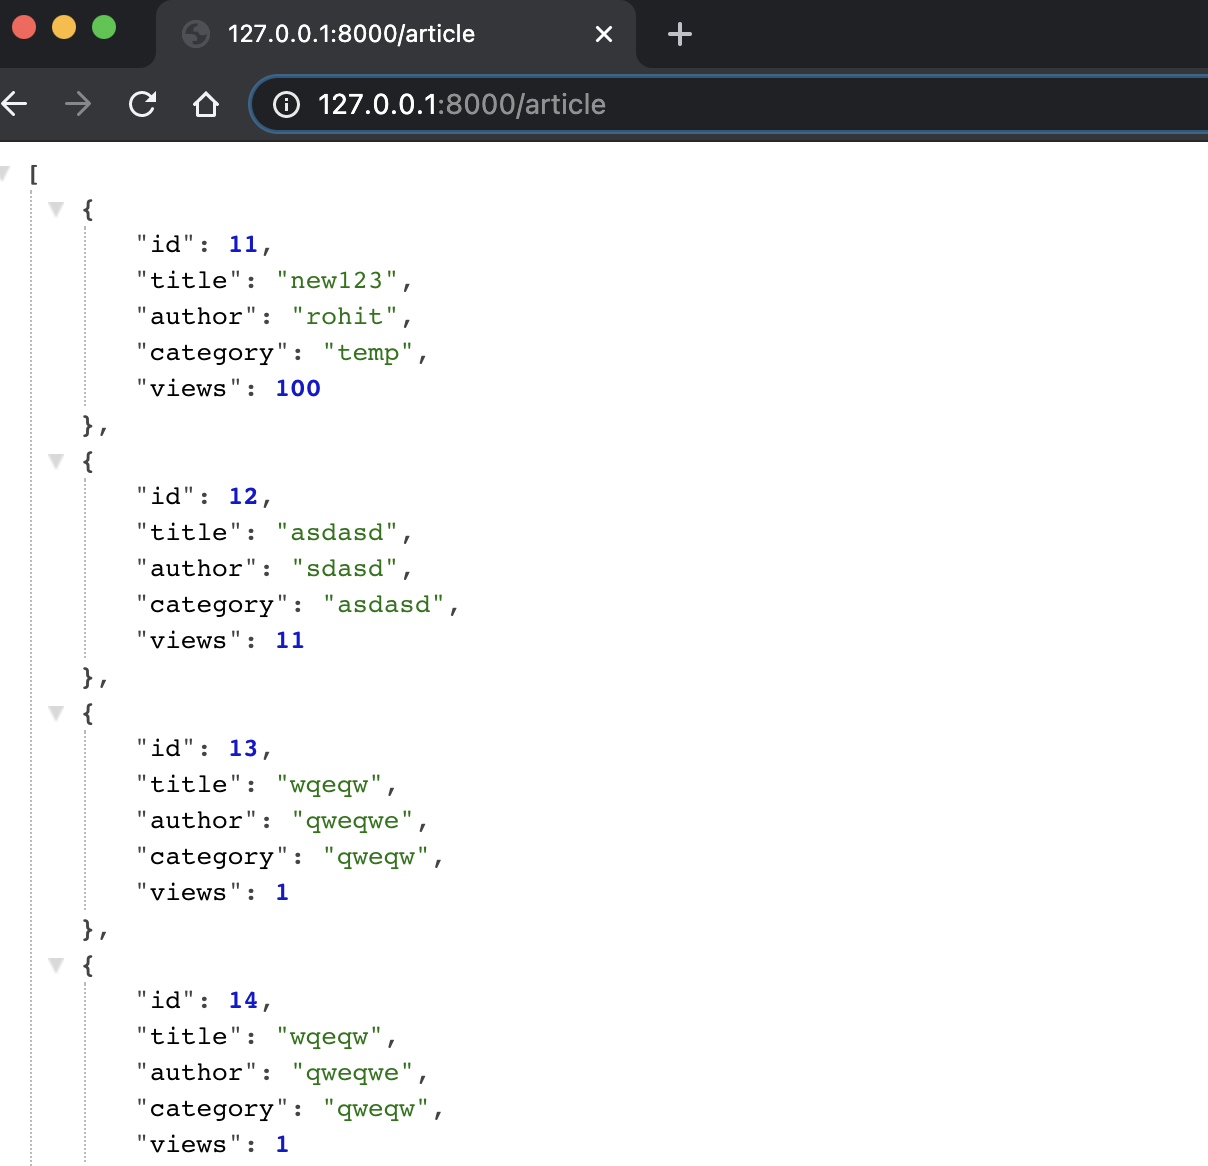 127.0.0.1:8000/article
127.0.0.1:8000/article
[
{
"id": 11,
"title": "new123",
"author": "rohit",
"category": "temp",
"views": 100
},
{
"id": 12,
"title": "asdasd",
"author": "sdasd",
"category": "asdasd",
"views": 11
},
{
"id": 13,
"title": "wqeqw",
"author": "qweqwe",
"category": "qweqw",
"views": 1
},
{
"id": 14,
"title": "wqeqw",
"author": "qweqwe",
"category": "qweqw",
"views": 1